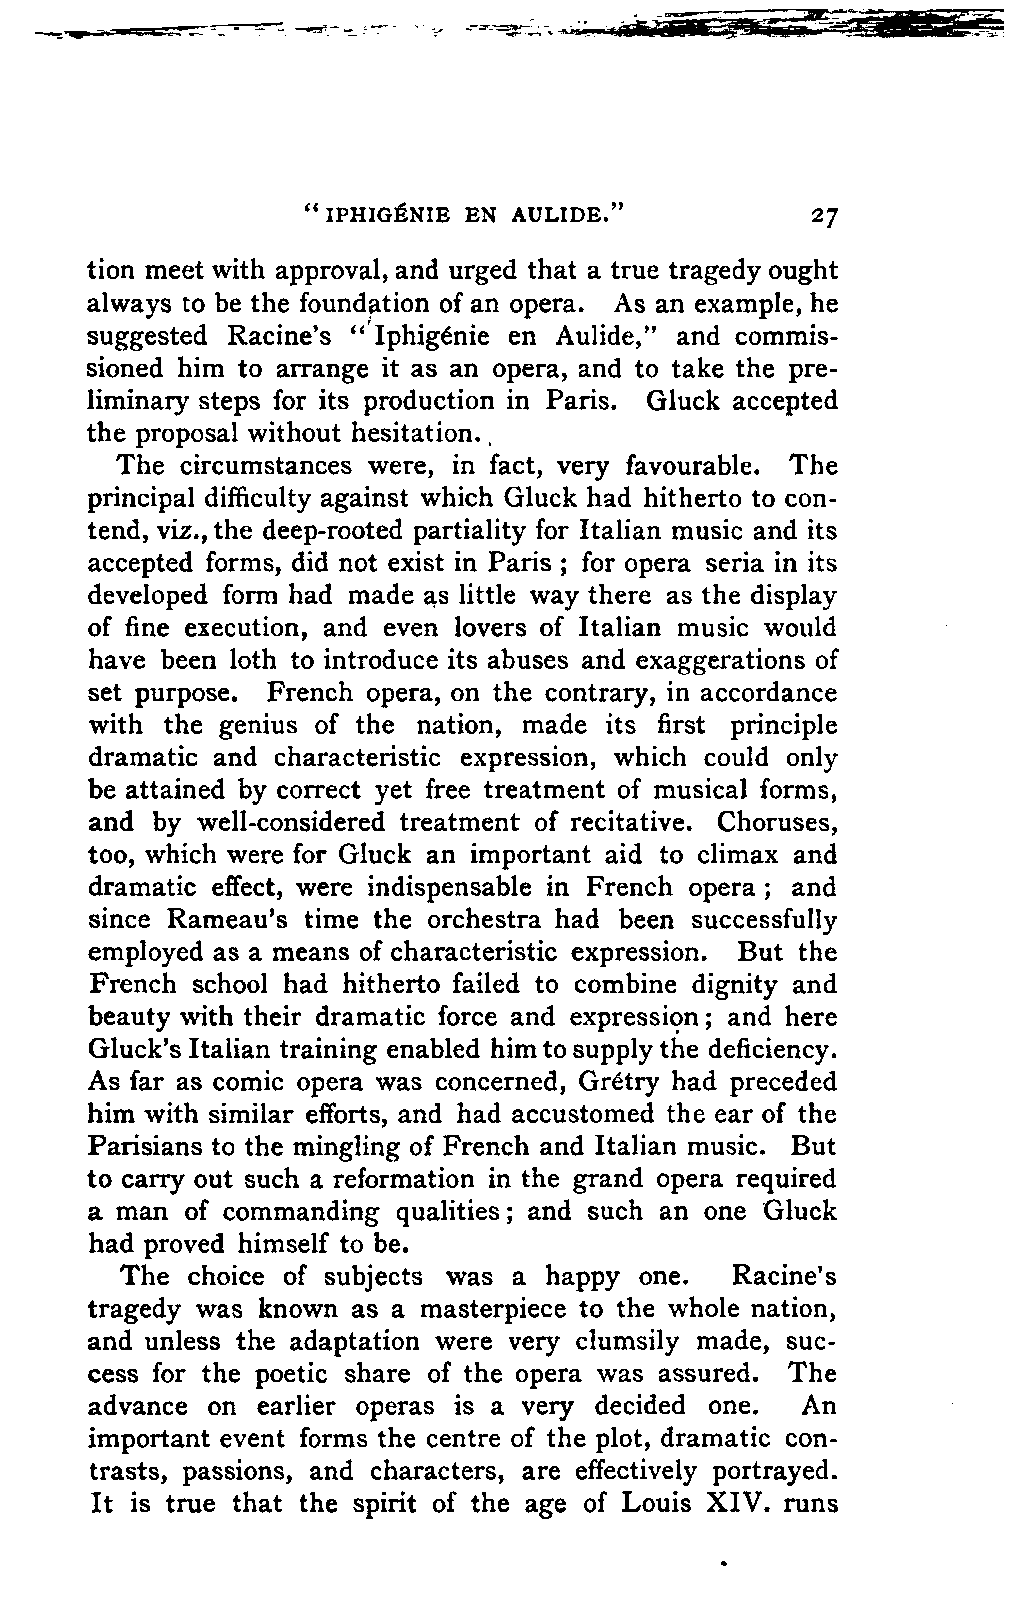 “ IPHIGÉNIE EN AULIDE.” 27
tion meet with approval, and urged that a true tragedy ought
always to be the foundation of an opera. As an example, he
suggested Racine's “ Iphigénie en Aulide,” and commis-
sioned him to arrange it as an opera, and to take the pre-
liminary steps for its production in Paris. Gluck accepted
the proposal without hesitation.
The circumstances were, in fact, very favourable. The
principal difficulty against which Gluck had hitherto to con-
tend, viz., the deep-rooted partiality for Italian music and its
accepted forms, did not exist in Paris ; for opera seria in its
developed form had made as little way there as the display
of fine execution, and even lovers of Italian music would
have been loth to introduce its abuses and exaggerations of
set purpose. French opera, on the contrary, in accordance
with the genius of the nation, made its first principle
dramatic and characteristic expression, which could only
be attained by correct yet free treatment of musical forms,
and by well-considered treatment of recitative. Choruses,
too, which were for Gluck an important aid to climax and
dramatic effect, were indispensable in French opera ; and
since Rameau's time the orchestra had been successfully
employed as a means of characteristic expression. But the
French school had hitherto failed to combine dignity and
beauty with their dramatic force and expression ; and here
Gluck's Italian training enabled him to supply the deficiency.
As far as comic opera was concerned, Grétry had preceded
him with similar efforts, and had accustomed the ear of the
Parisians to the mingling of French and Italian music. But
to carry out such a reformation in the grand opera required
a man of commanding qualities ; and such an one Gluck
had proved himself to be.
The choice of subjects was a happy one. Racine's
tragedy was known as a masterpiece to the whole nation,
and unless the adaptation were very clumsily made, suc-
cess for the poetic share of the opera was assured. The
advance on earlier operas is a very decided one. An
important event forms the centre of the plot, dramatic con-
trasts, passions, and characters, are effectively portrayed.
It is true that the spirit of the age of Louis XIV. runs